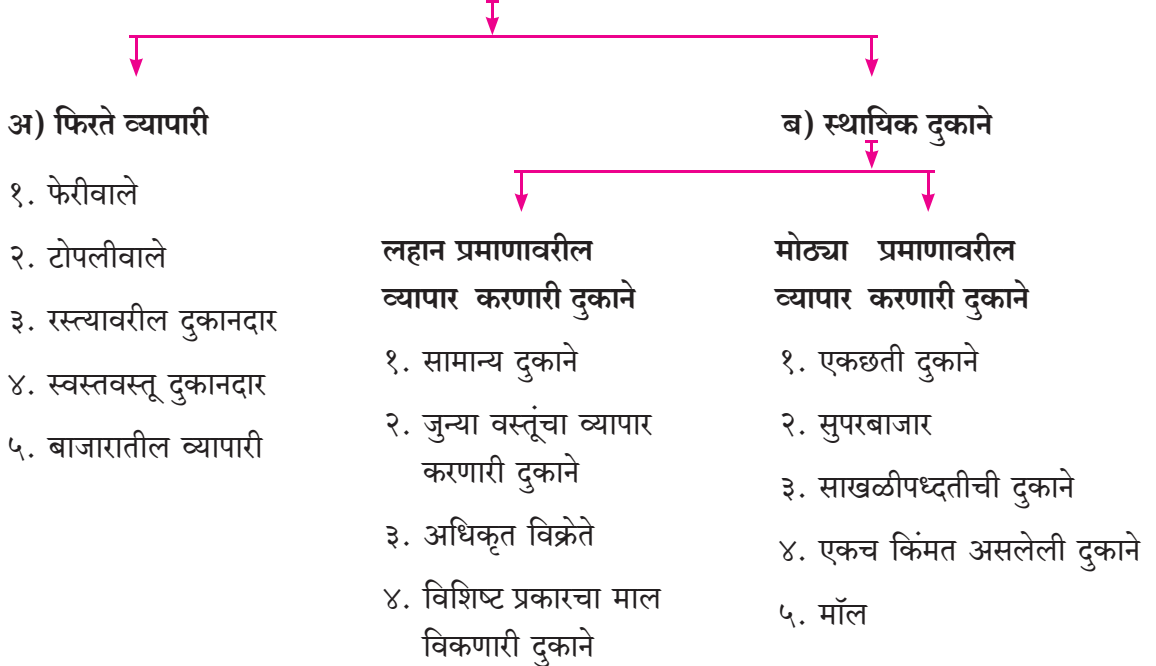 अ) फिरते व्यापारी
१. फेरीवाले
२. टोपलीवाले
३. रस्त्यावरील दुकानदार
४. स्वस्तवस्तू दुकानदार
५. बाजारातील व्यापारी
ब) स्थायिक दुकाने
लहान प्रमाणावरील
व्यापार करणारी दुकाने
१. सामान्य दुकाने
२. जुन्या वस्तूंचा व्यापार
करणारी दुकाने
३. अधिकृत विक्रेते
४. विशिष्ट प्रकारचा माल
विकणारी दुकाने
मोठ्या प्रमाणावरील
व्यापार करणारी दुकाने
१. एकछती दुकाने
२. सुपरबाजार
३. साखळीपध्दतीची दुकाने
४. एकच किंमत असलेली दुकाने
५. मॉल